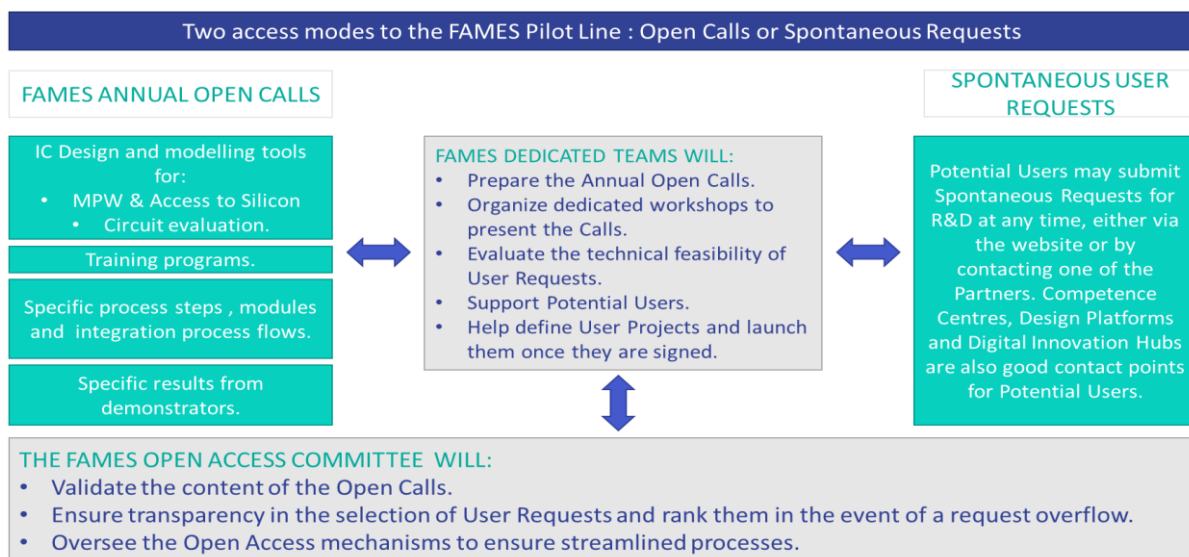 Two access modes to the FAMES Pilot Line : Open Calls or Spontaneous Requests
FAMES ANNUAL OPEN CALLS
IC Design and modelling tools
for:
• MPW & Access to Silicon
• Circuit evaluation.
Training programs.
Specific process steps , modules
and integration process flows.
Specific results from
demonstrators.
FAMES DEDICATED TEAMS WILL:
• Prepare the Annual Open Calls.
• Organize dedicated workshops to
present the Calls.
• Evaluate the technical feasibility of
User Requests.
• Support Potential Users.
• Help define User Projects and launch
them once they are signed.
SPONTANEOUS USER
REQUESTS
Potential Users may submit
Spontaneous Requests for
R&D at any time, either via
the website or by
contacting one of the
Partners. Competence
Centres, Design Platforms
and Digital Innovation Hubs
are also good contact points
for Potential Users.
THE FAMES OPEN ACCESS COMMITTEE WILL:
• Validate the content of the Open Calls.
• Ensure transparency in the selection of User Requests and rank them in the event of a request overflow.
• Oversee the Open Access mechanisms to ensure streamlined processes.